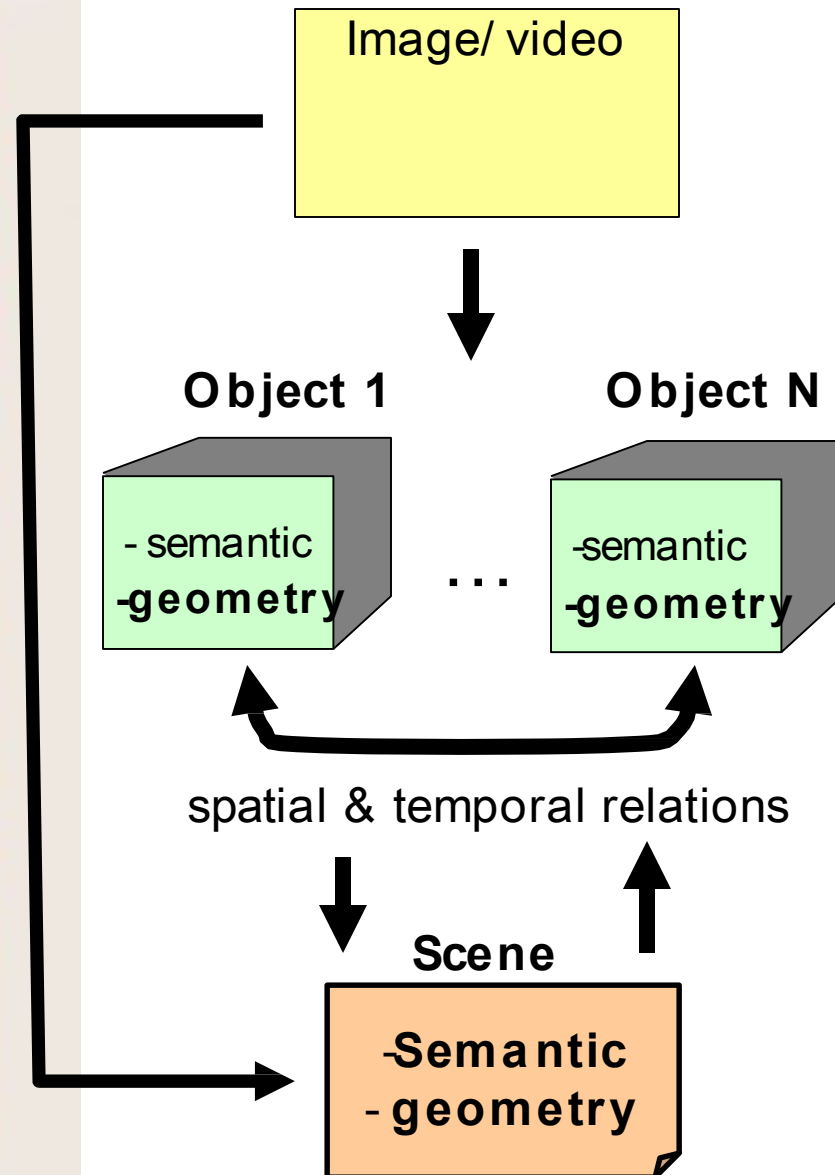 Image/ video
Object 1 Object N
- semantic
-geometry
...
-semantic
-geometry
spatial & temporal relations
Scene
-Semantic
- geometry